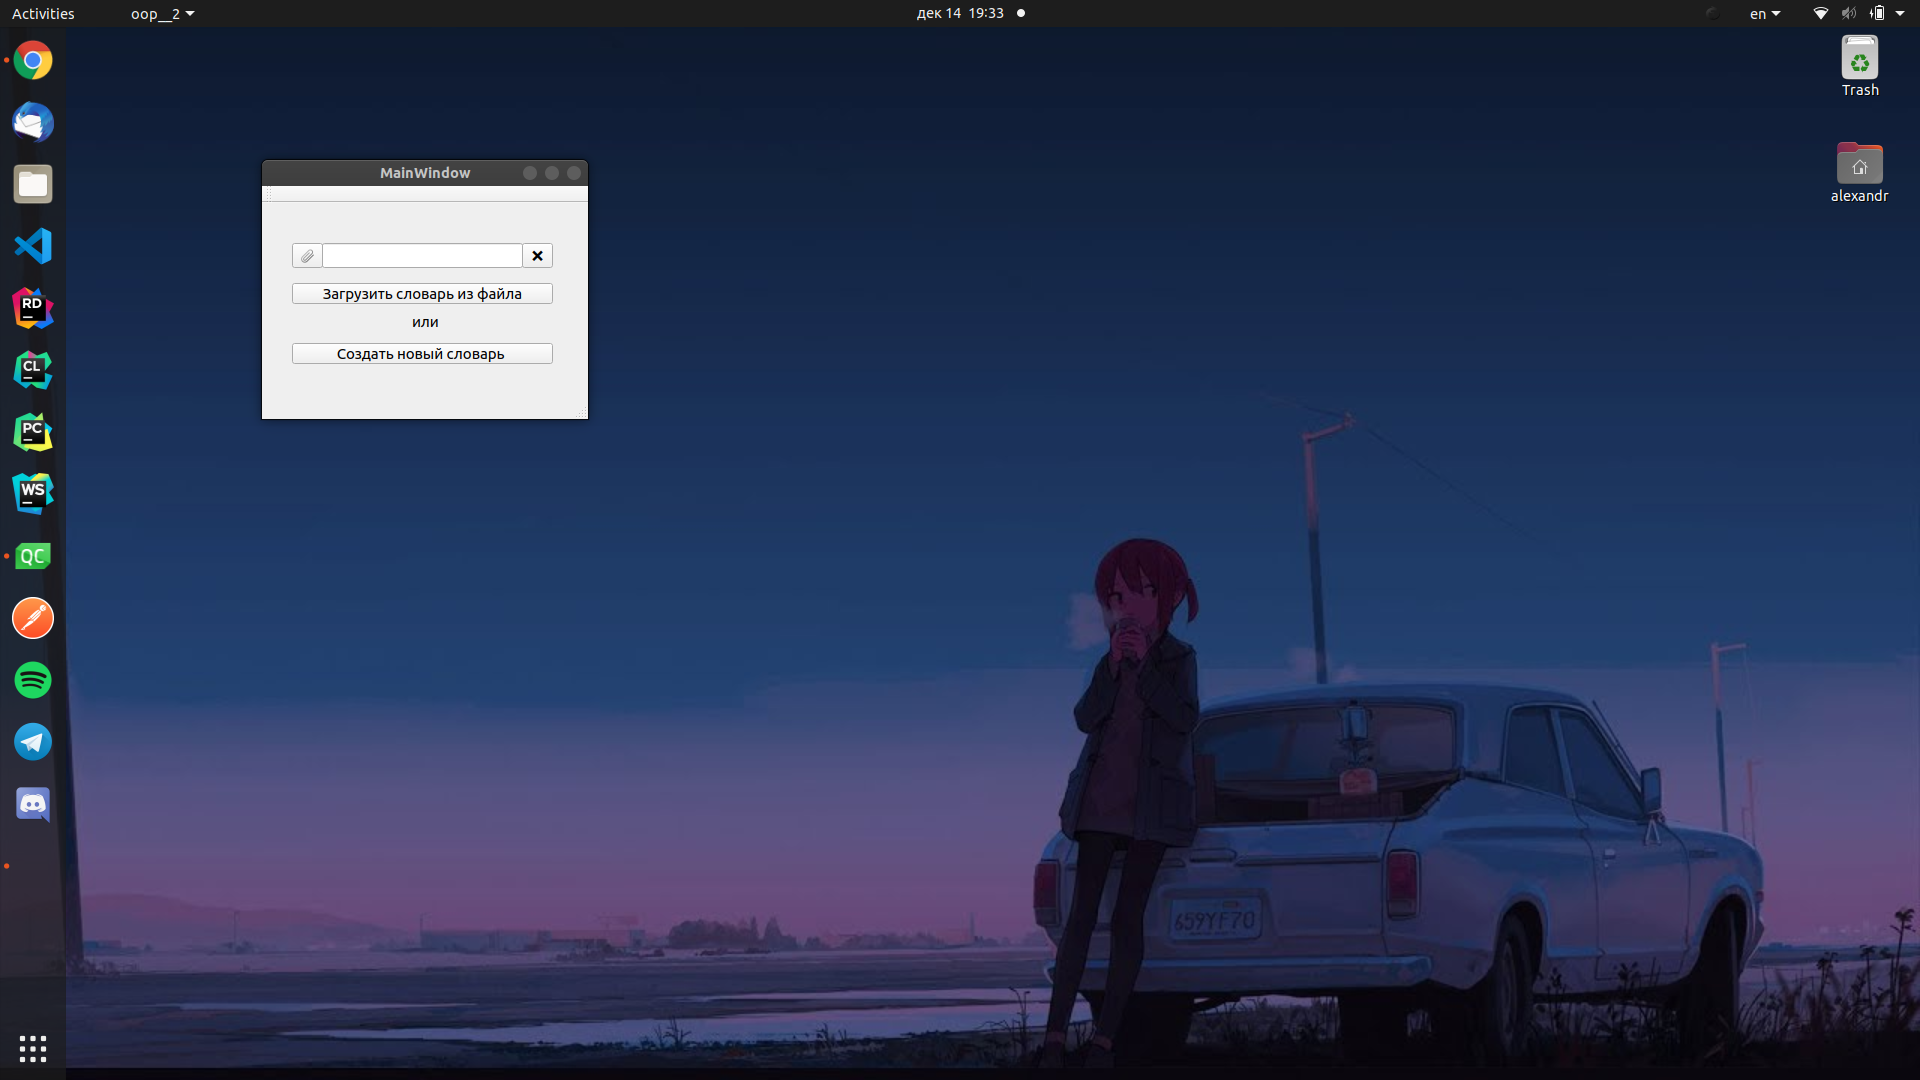 Activities
oop__2
дек 14 19:33
en
Trash
alexandr
MainWindow
Загрузить словарь из файла
или
Создать новый словарь
RD
CL
PC
WS
QC
659YF70